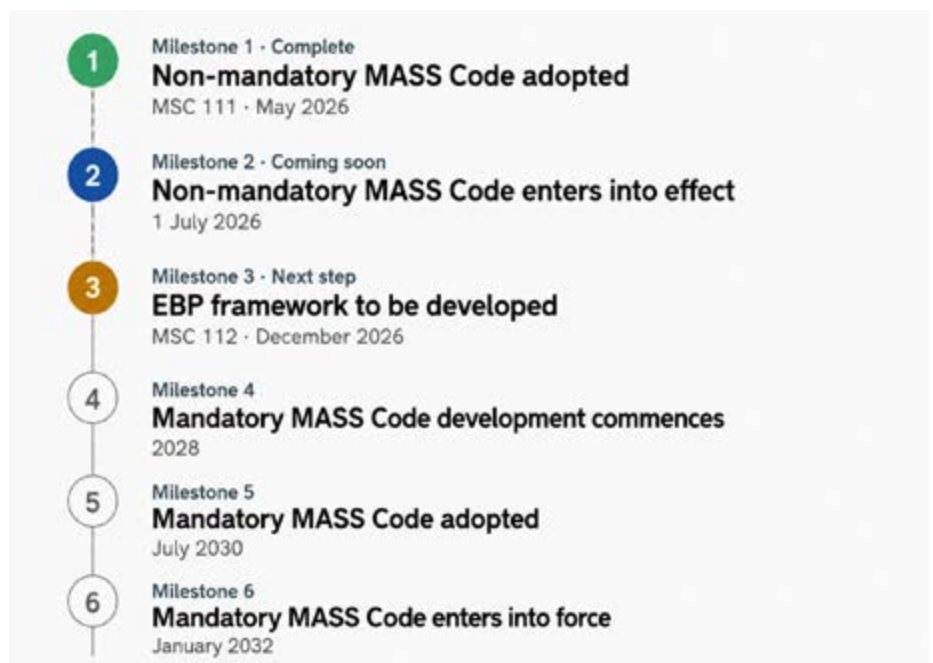 1
Milestone 1 · Complete
Non-mandatory MASS Code adopted
MSC 111 · May 2026
2
Milestone 2 · Coming soon
Non-mandatory MASS Code enters into effect
1 July 2026
3
Milestone 3 · Next step
EBP framework to be developed
MSC 112 · December 2026
4
Milestone 4
Mandatory MASS Code development commences
2028
5
Milestone 5
Mandatory MASS Code adopted
July 2030
6
Milestone 6
Mandatory MASS Code enters into force
January 2032